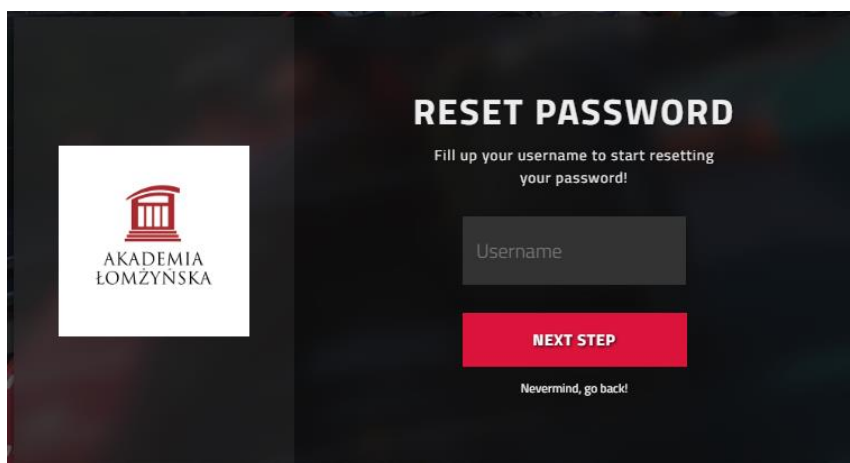 AKADEMIA
ŁOMŻYŃSKA
RESET PASSWORD
Fill up your username to start resetting
your password!
Username
NEXT STEP
Nevermind, go back!